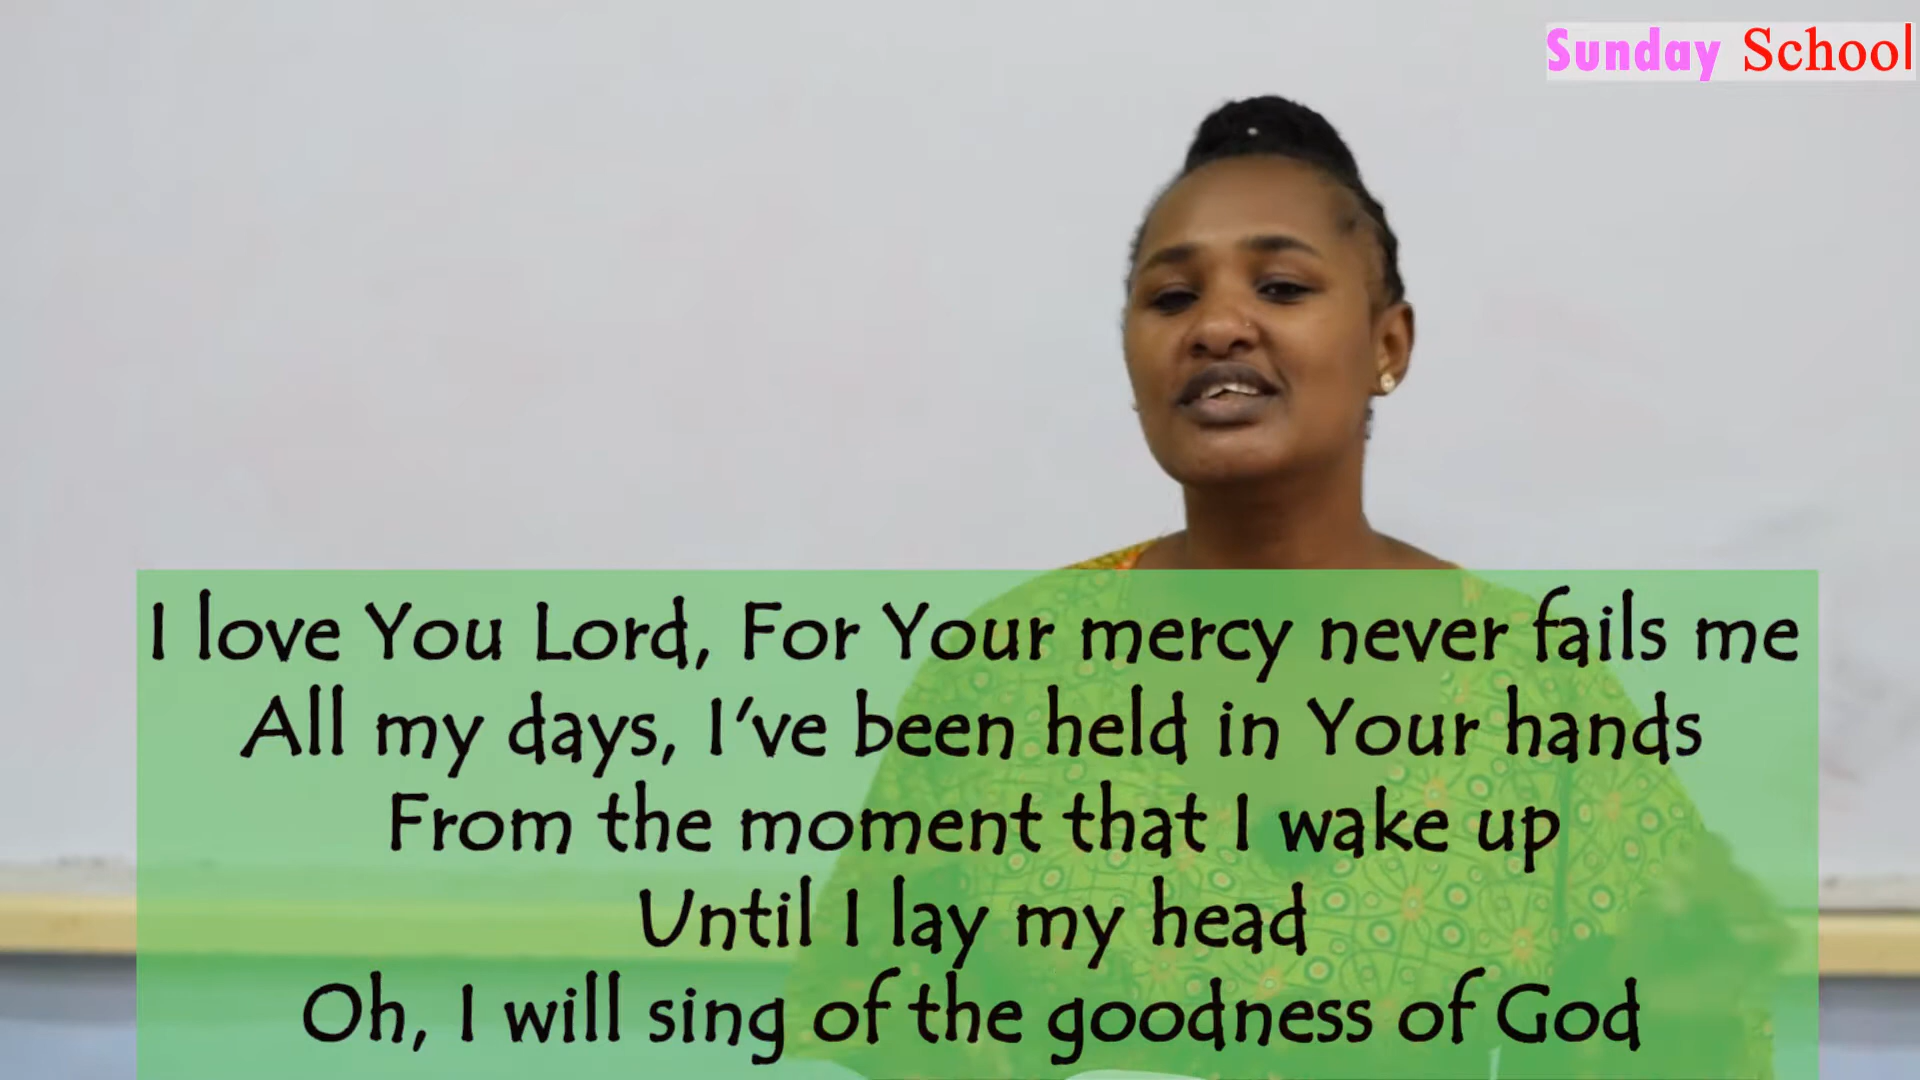 Sunday School
I love You Lord, For Your mercy never fails me
All my days, I've been held in Your hands
From the moment that I wake up
Until I lay my head
Oh, I will sing of the goodness of God